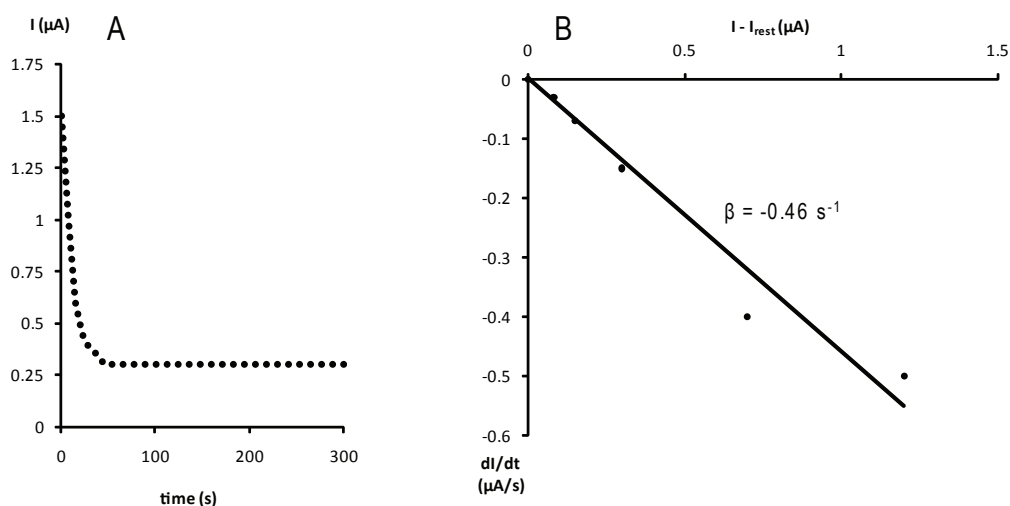 I (μA)
A
1.75
1.5
1.25
1
0.75
0.5
0.25
0
0
100
200
300
time (s)
B
I - Irest (μA)
0
0.5
1
1.5
0
-0.1
-0.2
-0.3
-0.4
-0.5
-0.6
β = -0.46 s-1
dI/dt
(μA/s)